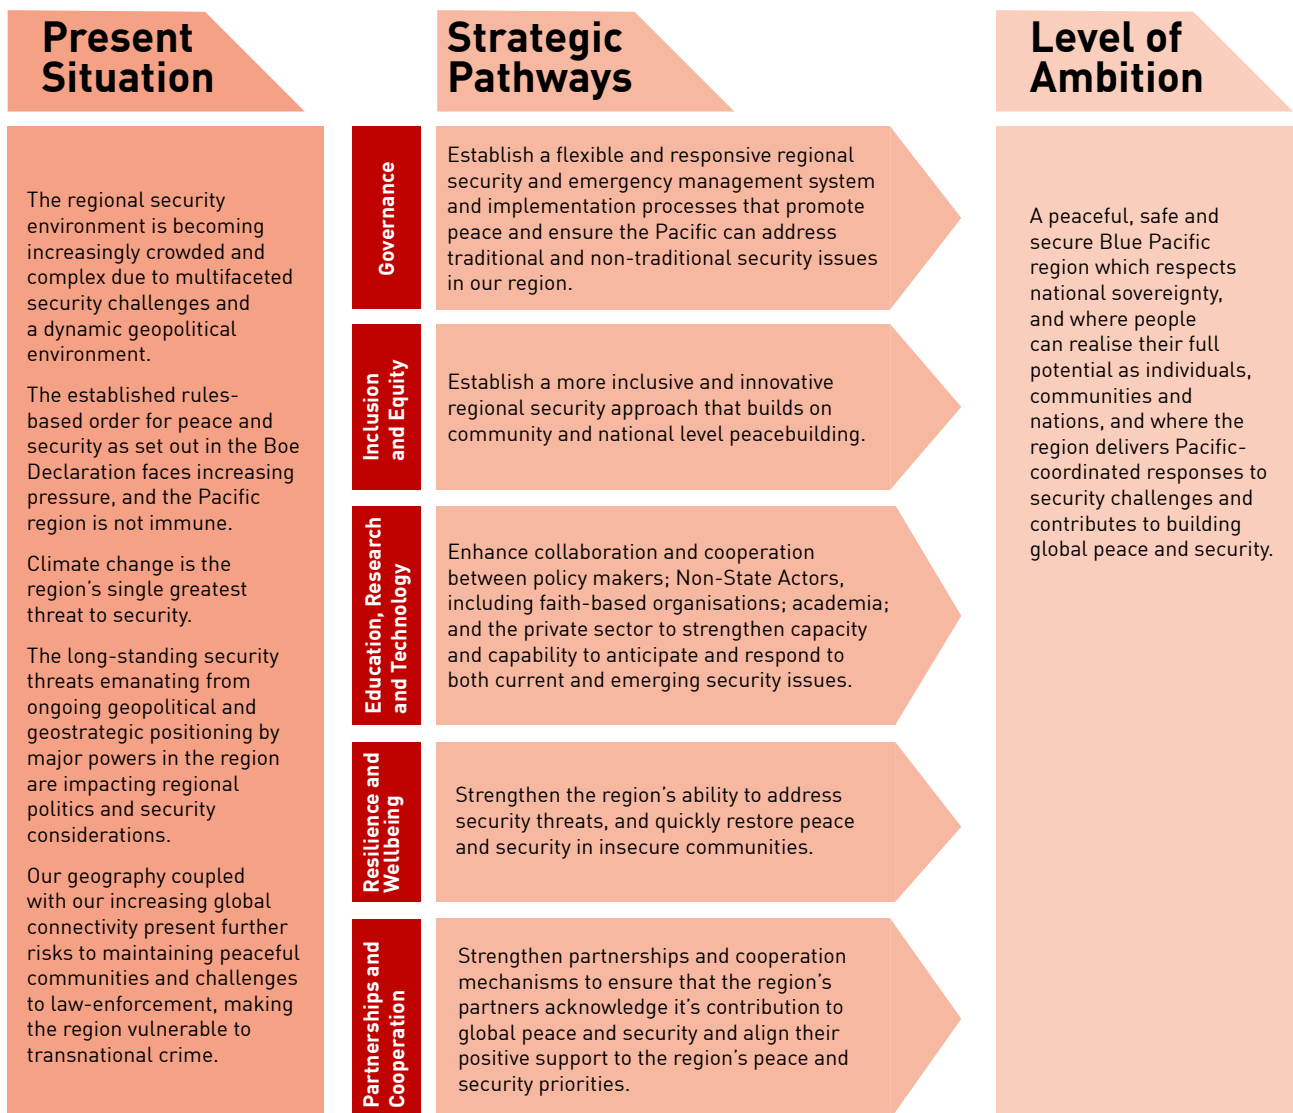 Present
Situation
The regional security
environment is becoming
increasingly crowded and
complex due to multifaceted
security challenges and
a dynamic geopolitical
environment.
The established rules-
based order for peace and
security as set out in the Boe
Declaration faces increasing
pressure, and the Pacific
region is not immune.
Climate change is the
region's single greatest
threat to security.
The long-standing security
threats emanating from
ongoing geopolitical and
geostrategic positioning by
major powers in the region
are impacting regional
politics and security
considerations.
Our geography coupled
with our increasing global
connectivity present further
risks to maintaining peaceful
communities and challenges
to law-enforcement, making
the region vulnerable to
transnational crime.
Strategic
Pathways
Governance
Establish a flexible and responsive regional
security and emergency management system
and implementation processes that promote
peace and ensure the Pacific can address
traditional and non-traditional security issues
in our region.
Inclusion
and Equity
Establish a more inclusive and innovative
regional security approach that builds on
community and national level peacebuilding.
Education, Research
and Technology
Enhance collaboration and cooperation
between policy makers; Non-State Actors,
including faith-based organisations; academia;
and the private sector to strengthen capacity
and capability to anticipate and respond to
both current and emerging security issues.
Resilience and
Wellbeing
Strengthen the region's ability to address
security threats, and quickly restore peace
and security in insecure communities.
Partnerships and
Cooperation
Strengthen partnerships and cooperation
mechanisms to ensure that the region's
partners acknowledge it's contribution to
global peace and security and align their
positive support to the region's peace and
security priorities.
Level of
Ambition
A peaceful, safe and
secure Blue Pacific
region which respects
national sovereignty,
and where people
can realise their full
potential as individuals,
communities and
nations, and where the
region delivers Pacific-
coordinated responses to
security challenges and
contributes to building
global peace and security.